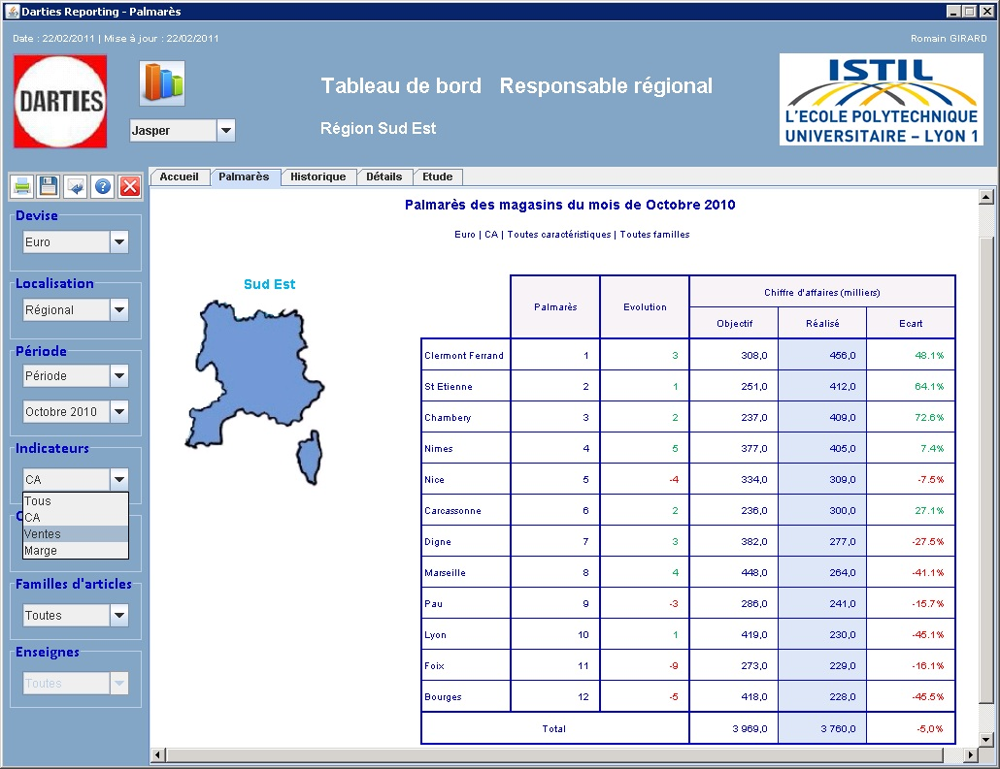 Darties Reporting - Palmarès
Date : 22/02/2011 | Mise à jour : 22/02/2011
Romain GIRARD
DARTIES
Jasper
Tableau de bord Responsable régional
Région Sud Est
ISTIL
L'ECOLE POLYTECHNIQUE
UNIVERSITAIRE – LYON 1
Accueil Palmarès Historique Détails Etude
Devise
Euro
Localisation
Régional
Période
Période
Octobre 2010
Indicateurs
CA
Tous
CA
Ventes
Marge
Familles d'articles
Toutes
Enseignes
Toutes
Palmarès des magasins du mois de Octobre 2010
Euro | CA | Toutes caractéristiques | Toutes familles
Sud Est
Palmarès Evolution Chiffre d'affaires (milliers)
Objectif Réalisé Ecart
Clermont Ferrand 1 3 308,0 456,0 48.1%
St Etienne 2 1 251,0 412,0 64.1%
Chambery 3 2 237,0 409,0 72.6%
Nimes 4 5 377,0 405,0 7.4%
Nice 5 -4 334,0 309,0 -7.5%
Carcassonne 6 2 236,0 300,0 27.1%
Digne 7 3 382,0 277,0 -27.5%
Marseille 8 4 448,0 264,0 -41.1%
Pau 9 -3 286,0 241,0 -15.7%
Lyon 10 1 419,0 230,0 -45.1%
Foix 11 -9 273,0 229,0 -16.1%
Bourges 12 -5 418,0 228,0 -45.5%
Total 3 969,0 3 760,0 -5,0%